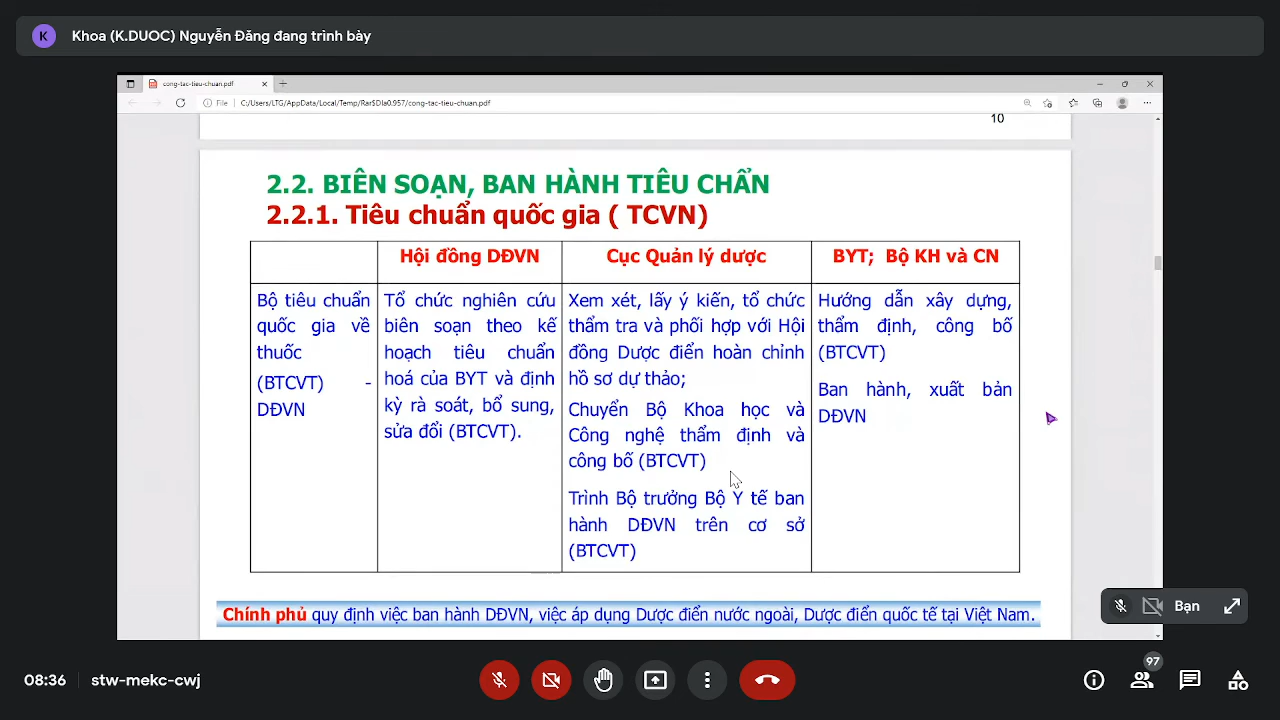 K Khoa (K.DUOC) Nguyễn Đăng đang trình bày
cong-tac-tieu-chuan.pdf
File C:/Users/LTG/AppData/Local/Temp/Rar$DIa0.957/cong-tac-tieu-chuan.pdf
10
2.2. BIÊN SOẠN, BAN HÀNH TIÊU CHẨN
2.2.1. Tiêu chuẩn quốc gia ( TCVN)
Hội đồng DĐVN
Cục Quản lý dược
BYT; Bộ KH và CN
Bộ tiêu chuẩn
quốc gia về
thuốc
(BTCVT) -
DĐVN
Tổ chức nghiên cứu
biên soạn theo kế
hoạch tiêu chuẩn
hoá của BYT và định
kỳ rà soát, bổ sung,
sửa đổi (BTCVT).
Xem xét, lấy ý kiến, tổ chức
thẩm tra và phối hợp với Hội
đồng Dược điển hoàn chỉnh
hồ sơ dự thảo;
Chuyển Bộ Khoa học và
Công nghệ thẩm định và
công bố (BTCVT)
Trình Bộ trưởng Bộ Y tế ban
hành DĐVN trên cơ sở
(BTCVT)
Hướng dẫn xây dựng,
thẩm định, công bố
(BTCVT)
Ban hành, xuất bản
DĐVN
Chính phủ quy định việc ban hành DĐVN, việc áp dụng Dược điển nước ngoài, Dược điển quốc tế tại Việt Nam.
Bạn
08:36 stw-mekc-cwj
97